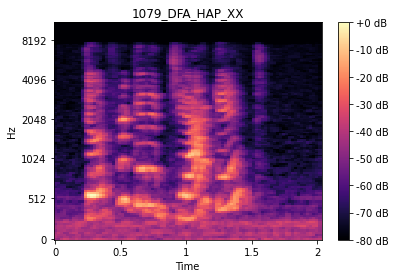 1079_DFA_HAP_XX
+0 dB
8192
-10 dB
4096
-20 dB
-30 dB
2048
Hz
-40 dB
1024
-50 dB
512
-60 dB
-70 dB
0
-80 dB
0
0.5
1
1.5
2
Time